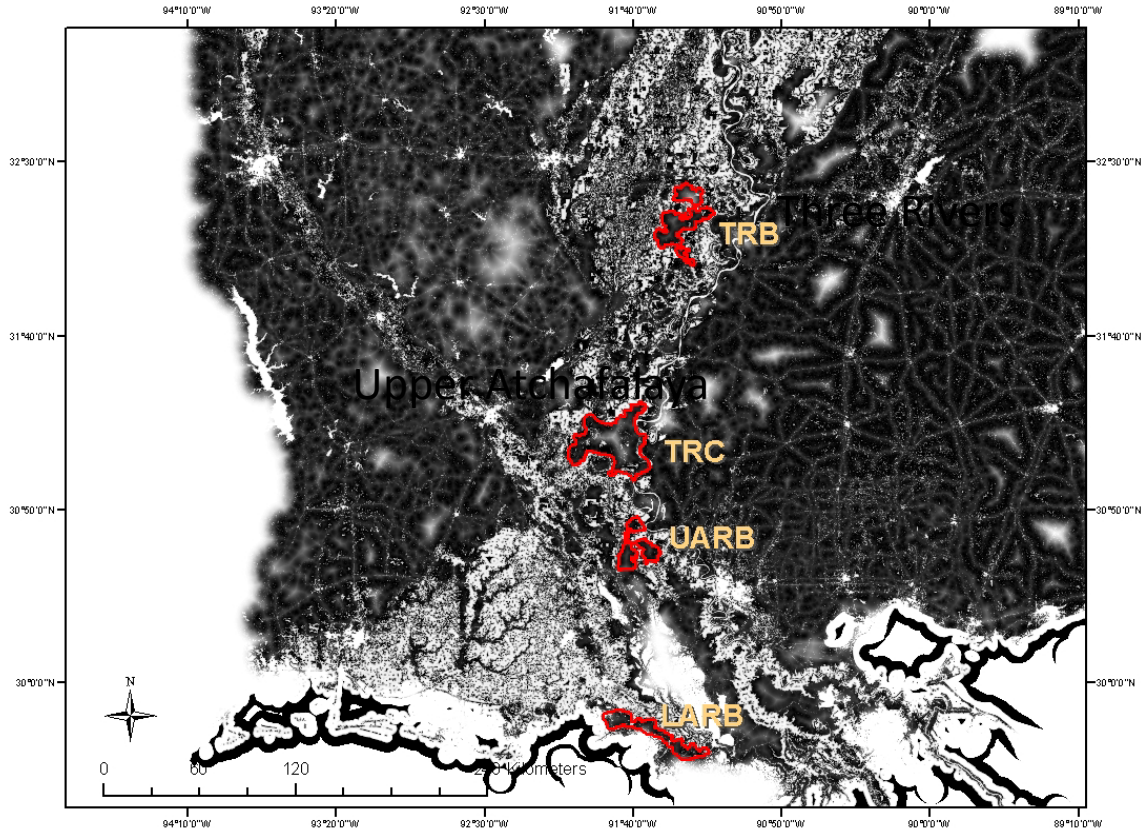 94°10'0"W 93°20'0"W 92°30'0"W 91°40'0"W 90°50'0"W 90°0'0"W 89°10'0"W
32°30'0"N 32°30'0"N
Three Rivers
TRB
31°40'0"N 31°40'0"N
Upper Atchafalaya
TRC
30°50'0"N 30°50'0"N
UARB
N
30°0'0"N 30°0'0"N
LARB
0 60 120 240 Kilometers
94°10'0"W 93°20'0"W 92°30'0"W 91°40'0"W 90°50'0"W 90°0'0"W 89°10'0"W